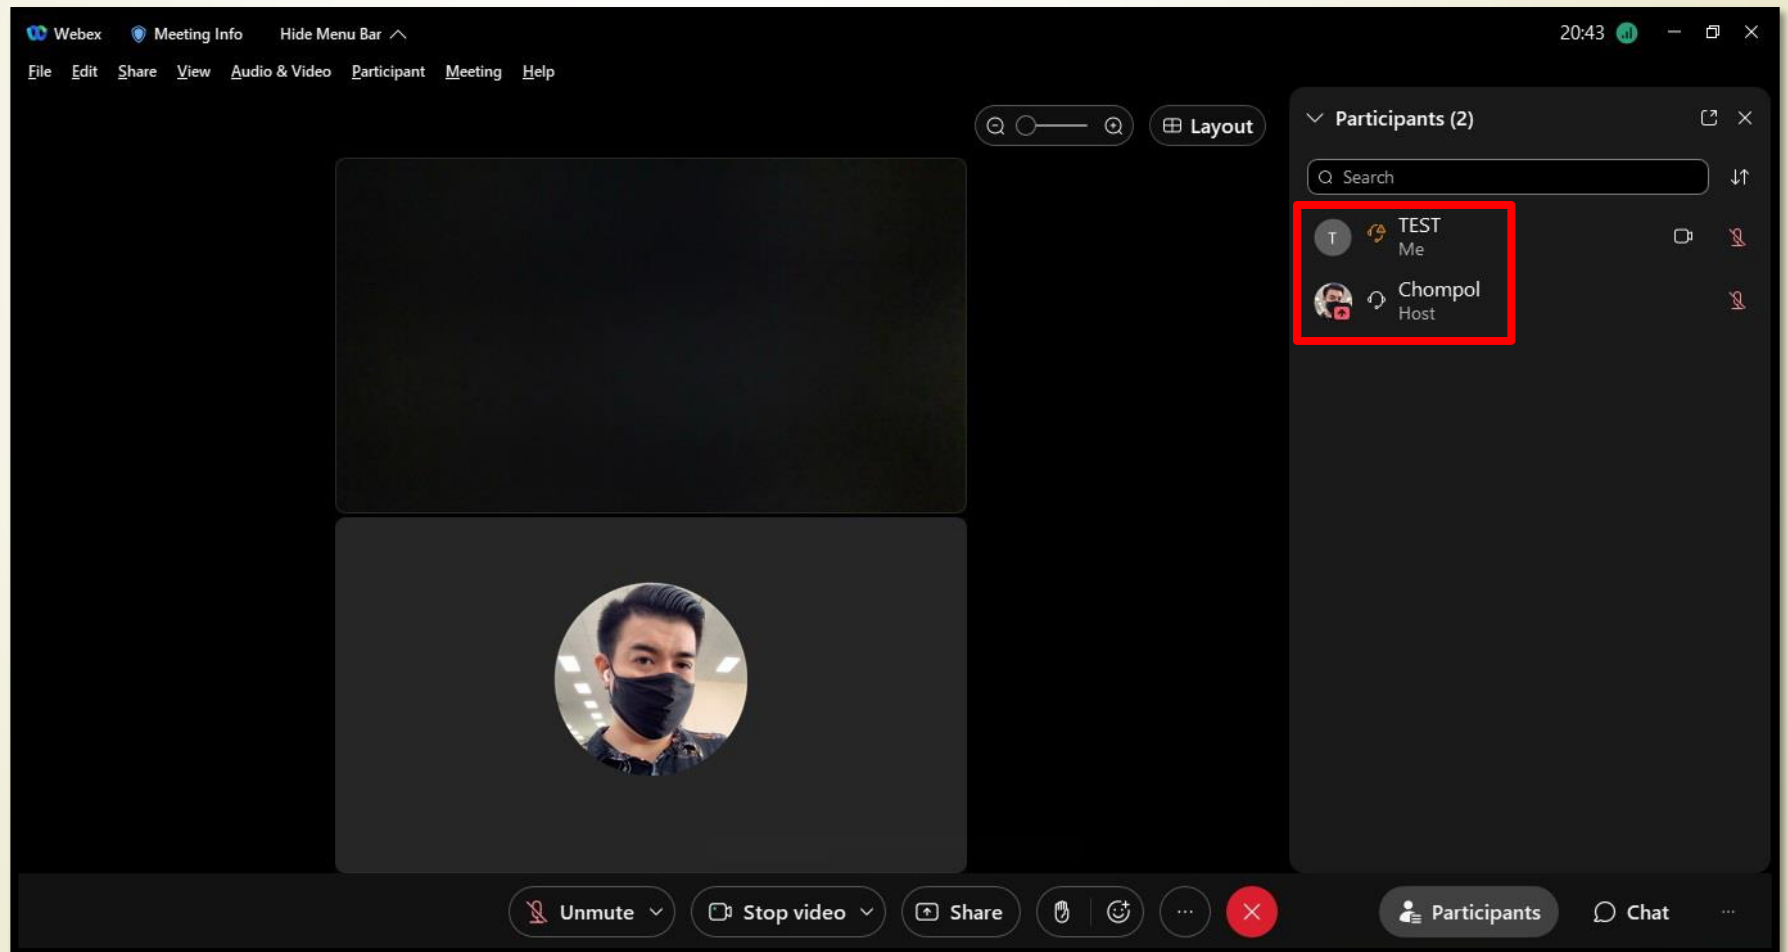 Webex Meeting Info Hide Menu Bar 20:43
File Edit Share View Audio & Video Participant Meeting Help
Layout
Participants (2)
Search
TEST
T
Me
Chompol
Host
Unmute Stop video Share Participants Chat